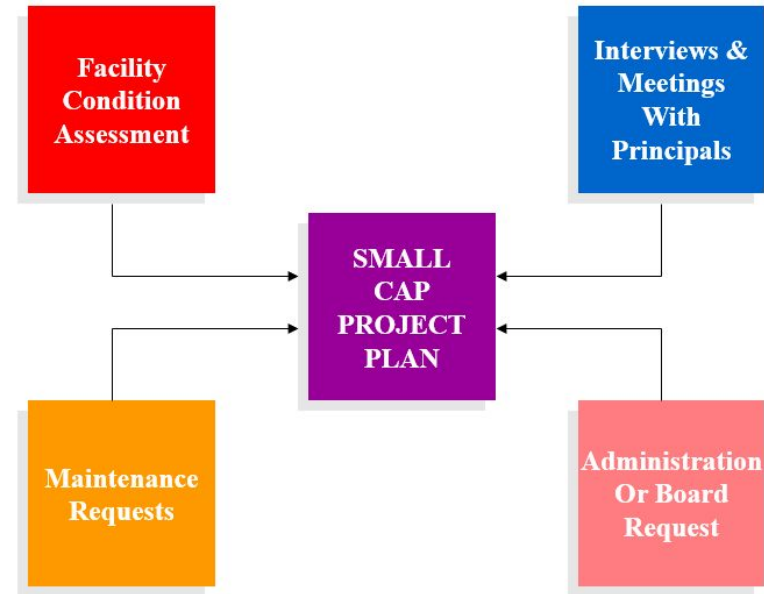 Facility
Condition
Assessment
Interviews &
Meetings
With
Principals
SMALL
CAP
PROJECT
PLAN
Maintenance
Requests
Administration
Or Board
Request